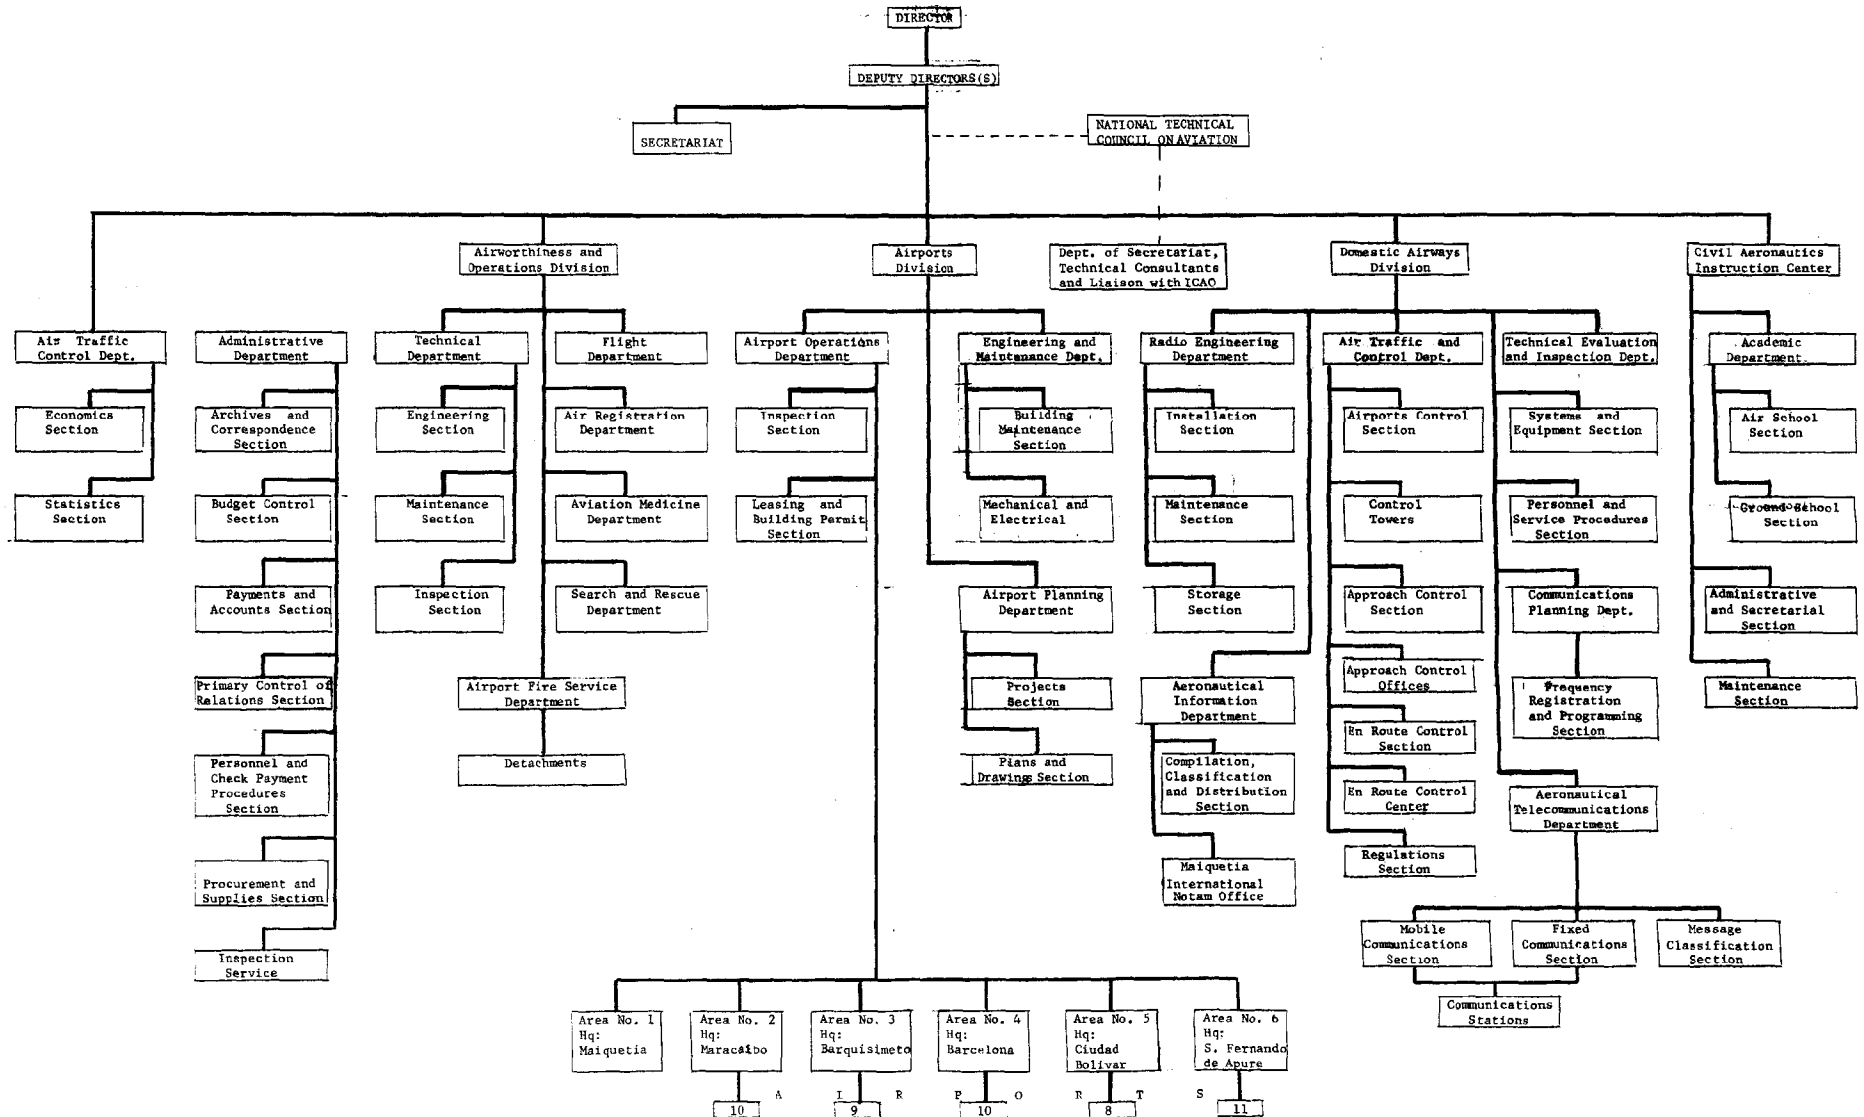 DIRECTOR
DEPUTY DIRECTORS(S)
SECRETARIAT
NATIONAL TECHNICAL
COUNCIL ON AVIATION
Airworthiness and
Operations Division
Airports
Division
Dept. of Secretariat,
Technical Consultants
and Liaison with ICAO
Domestic Airways
Division
Civil Aeronautics
Instruction Center
Air Traffic
Control Dept.
Administrative
Department
Technical
Department
Flight
Department
Airport Operations
Department
Engineering and
Maintenance Dept.
Radio Engineering
Department
Air Traffic and
Control Dept.
Technical Evaluation
and Inspection Dept.
Academic
Department
Economics
Section
Archives and
Correspondence
Section
Engineering
Section
Air Registration
Department
Inspection
Section
Building
Maintenance
Section
Installation
Section
Airports Control
Section
Systems and
Equipment Section
Air School
Section
Statistics
Section
Budget Control
Section
Maintenance
Section
Aviation Medicine
Department
Leasing and
Building Permit
Section
Mechanical and
Electrical
Maintenance
Section
Control
Towers
Personnel and
Service Procedures
Section
Ground School
Section
Payments and
Accounts Section
Inspection
Section
Search and Rescue
Department
Airport Planning
Department
Storage
Section
Approach Control
Section
Communications
Planning Dept.
Administrative
and Secretarial
Section
Primary Control of
Relations Section
Airport Fire Service
Department
Projects
Section
Aeronautical
Information
Department
Approach Control
Offices
Frequency
Registration
and Programming
Section
Maintenance
Section
Personnel and
Check Payment
Procedures
Section
Detachments
Plans and
Drawings Section
Compilation,
Classification
and Distribution
Section
En Route Control
Section
En Route Control
Center
Aeronautical
Telecommunications
Department
Procurement and
Supplies Section
Maiquetia
International
Notam Office
Regulations
Section
Inspection
Service
Mobile
Communications
Section
Fixed
Communications
Section
Message
Classification
Section
Communications
Stations
Area No. 1
Hq:
Maiquetia
Area No. 2
Hq:
Maracaibo
Area No. 3
Hq:
Barquisimeto
Area No. 4
Hq:
Barcelona
Area No. 5
Hq:
Ciudad
Bolivar
Area No. 6
Hq:
S. Fernando
de Apure
A I R P O R T S
10 9 10 8 11